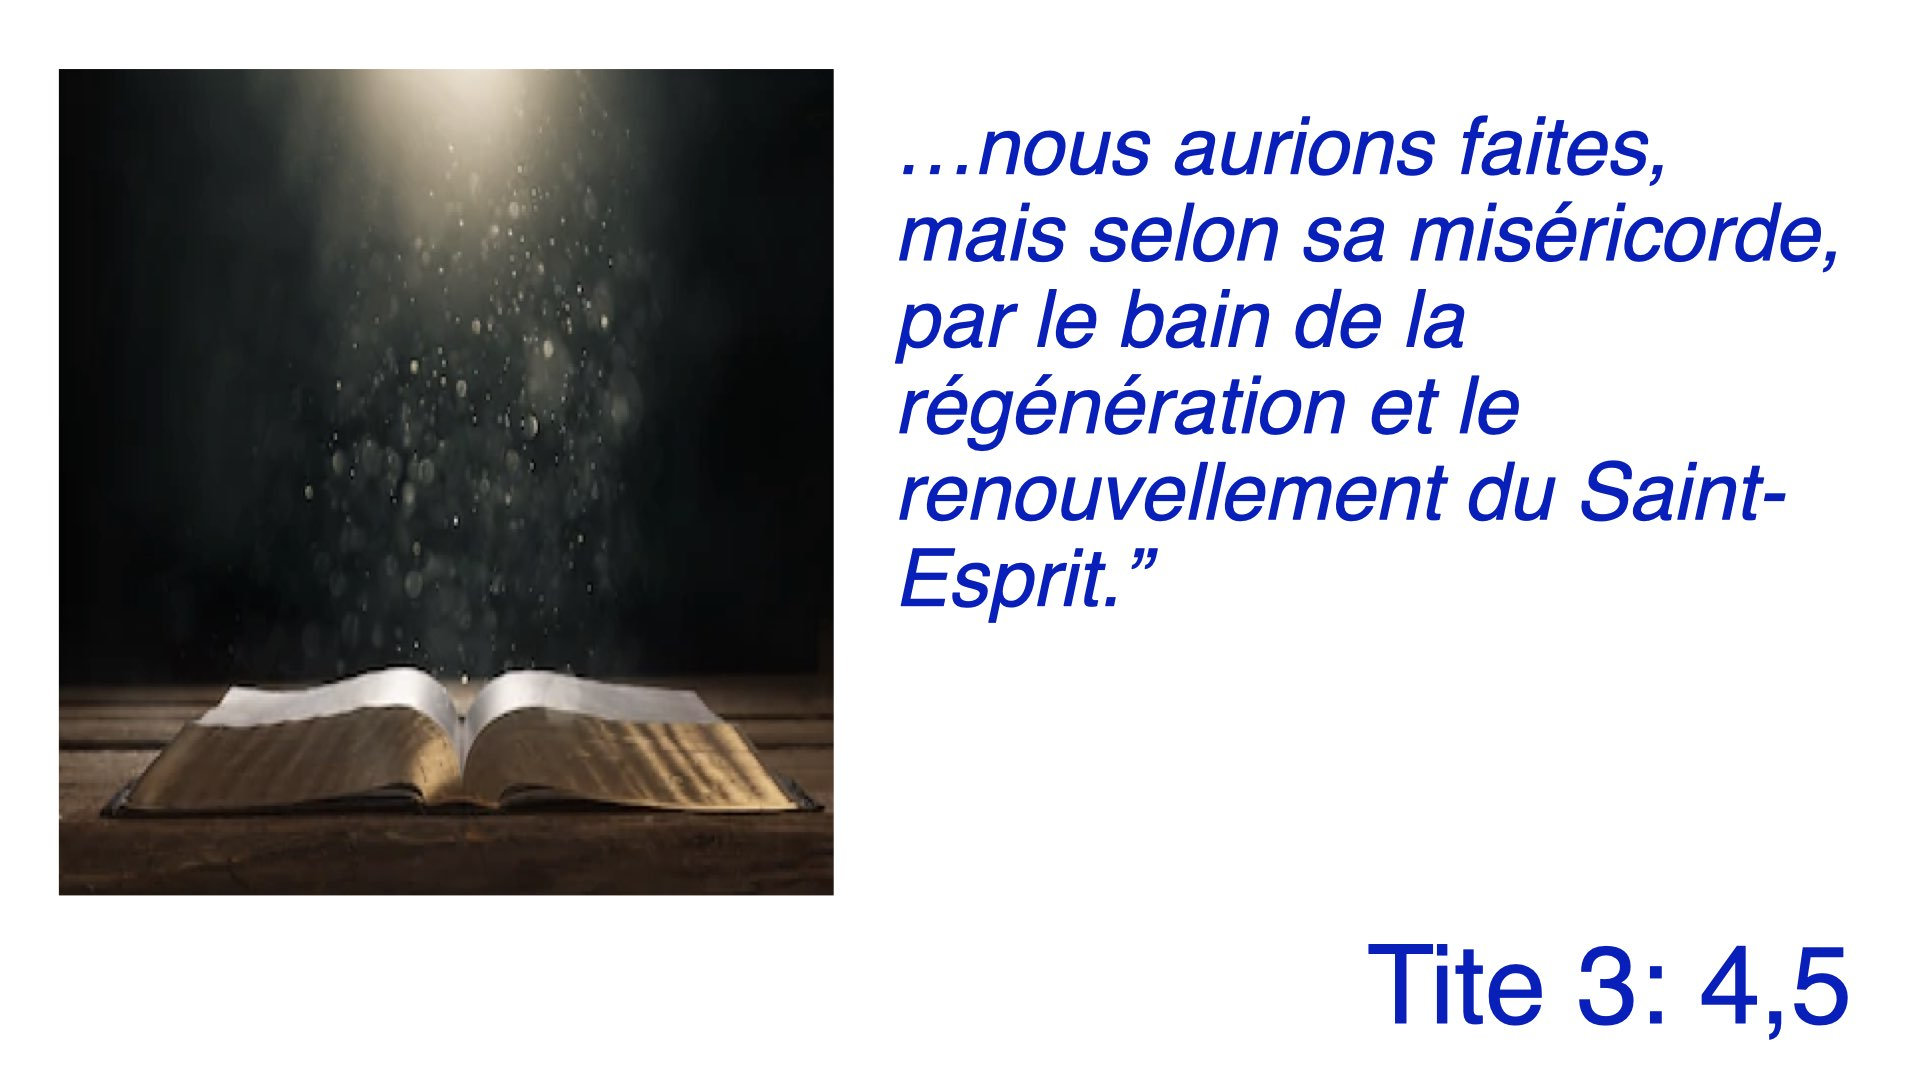 …nous aurions faites,
mais selon sa miséricorde,
par le bain de la
régénération et le
renouvellement du Saint-
Esprit.”
Tite 3: 4,5